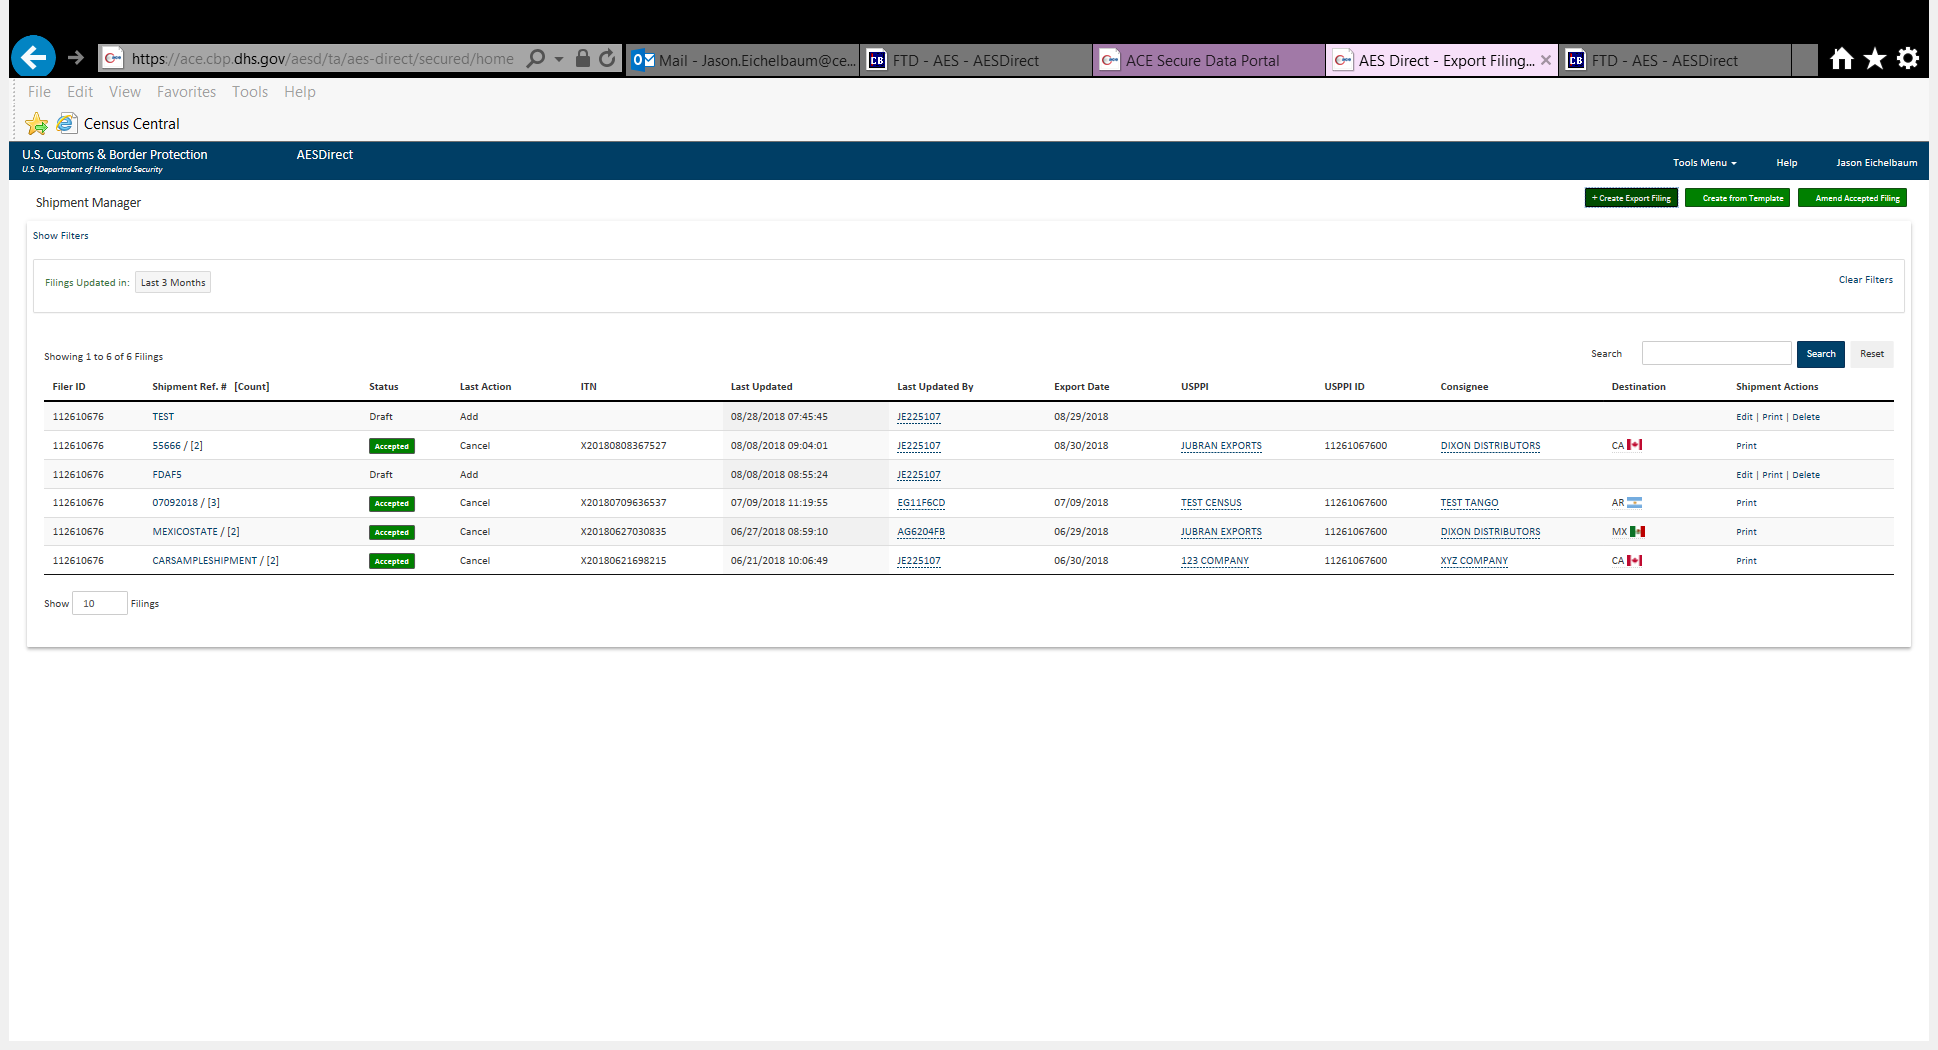 https://ace.cbp.dhs.gov/aesd/ta/aes-direct/secured/home
Mail - Jason.Eichelbaum@ce...
FTD - AES - AESDirect
ACE Secure Data Portal
AES Direct - Export Filing...
FTD - AES - AESDirect
File Edit View Favorites Tools Help
Census Central
U.S. Customs & Border Protection
U.S. Department of Homeland Security
AESDirect
Tools Menu Help Jason Eichelbaum
Shipment Manager
+ Create Export Filing Create from Template Amend Accepted Filing
Show Filters
Filings Updated in: Last 3 Months Clear Filters
Showing 1 to 6 of 6 Filings Search Search Reset
Filer ID Shipment Ref. # [Count] Status Last Action ITN Last Updated Last Updated By Export Date USPPI USPPI ID Consignee Destination Shipment Actions
112610676 TEST Draft Add 08/28/2018 07:45:45 JE225107 08/29/2018 Edit | Print | Delete
112610676 55666 / [2] Accepted Cancel X20180808367527 08/08/2018 09:04:01 JE225107 08/30/2018 JUBRAN EXPORTS 11261067600 DIXON DISTRIBUTORS CA Print
112610676 FDAF5 Draft Add 08/08/2018 08:55:24 JE225107 Edit | Print | Delete
112610676 07092018 / [3] Accepted Cancel X20180709636537 07/09/2018 11:19:55 EG11F6CD 07/09/2018 TEST CENSUS 11261067600 TEST TANGO AR Print
112610676 MEXICOSTATE / [2] Accepted Cancel X20180627030835 06/27/2018 08:59:10 AG6204FB 06/29/2018 JUBRAN EXPORTS 11261067600 DIXON DISTRIBUTORS MX Print
112610676 CARSAMPLESHIPMENT / [2] Accepted Cancel X20180621698215 06/21/2018 10:06:49 JE225107 06/30/2018 123 COMPANY 11261067600 XYZ COMPANY CA Print
Show 10 Filings